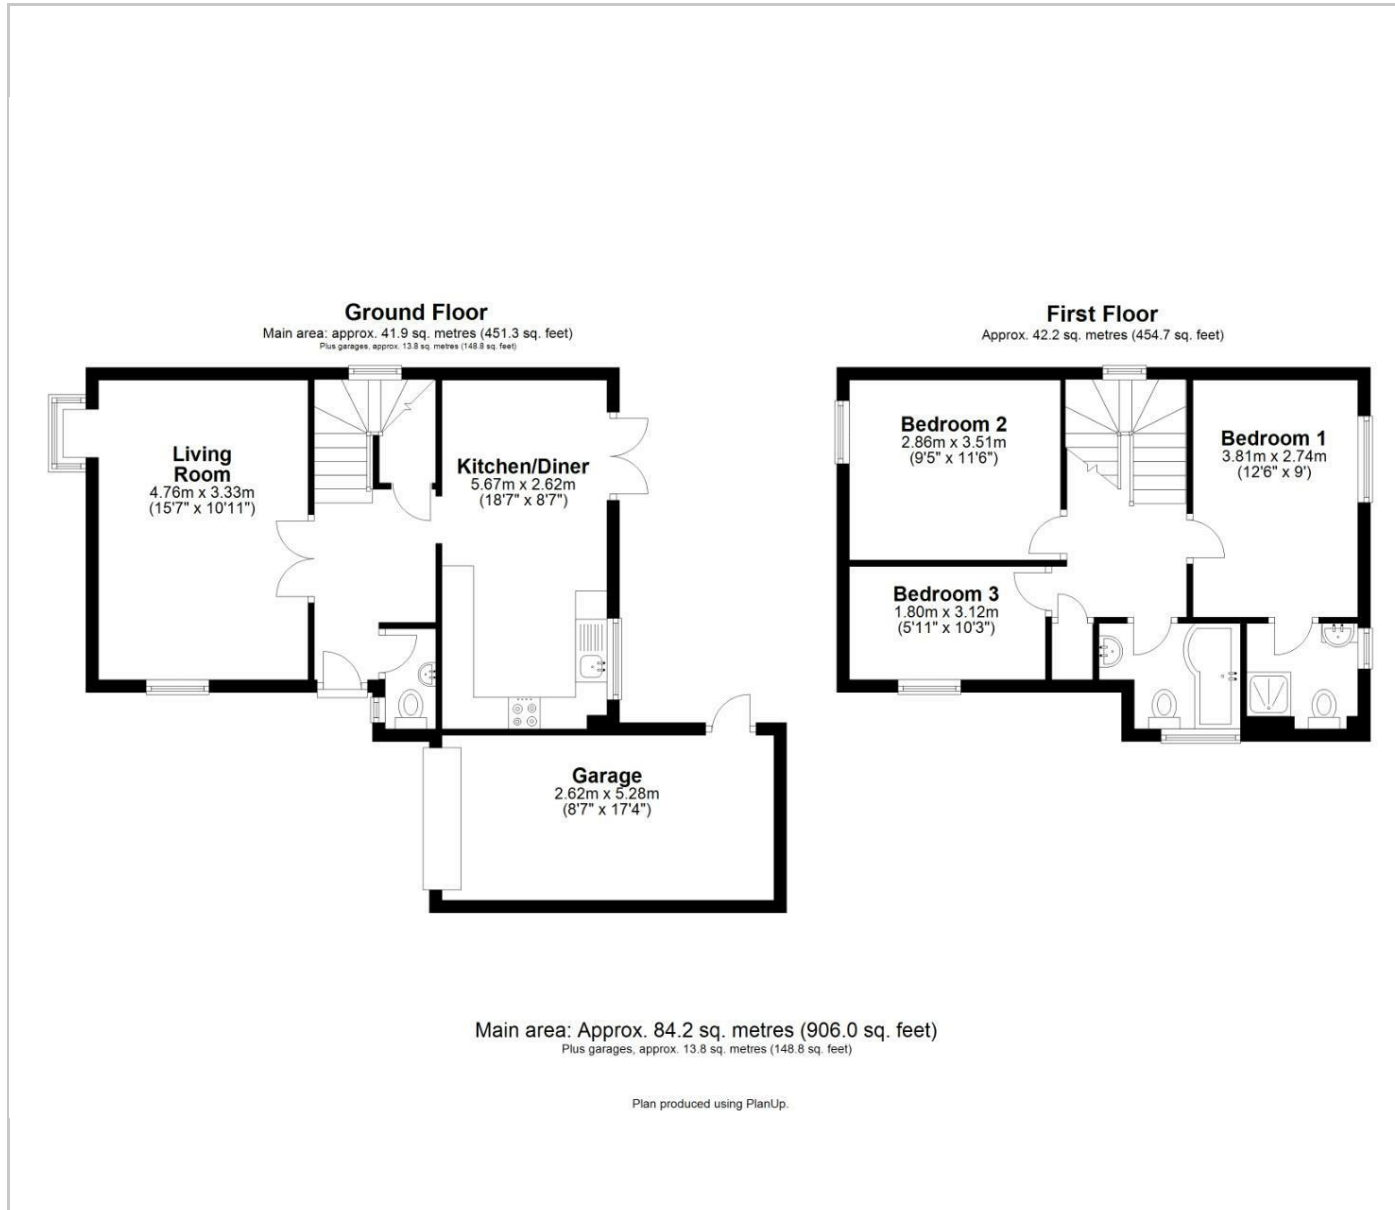 Ground Floor
Main area: approx. 41.9 sq. metres (451.3 sq. feet)
Plus garages, approx. 13.8 sq. metres (148.8 sq. feet)
Living
Room
4.76m x 3.33m
(15'7" x 10'11")
Kitchen/Diner
5.67m x 2.62m
(18'7" x 8'7")
Garage
2.62m x 5.28m
(8'7" x 17'4")
First Floor
Approx. 42.2 sq. metres (454.7 sq. feet)
Bedroom 2
2.86m x 3.51m
(9'5" x 11'6")
Bedroom 1
3.81m x 2.74m
(12'6" x 9')
Bedroom 3
1.80m x 3.12m
(5'11" x 10'3")
Main area: Approx. 84.2 sq. metres (906.0 sq. feet)
Plus garages, approx. 13.8 sq. metres (148.8 sq. feet)
Plan produced using PlanUp.